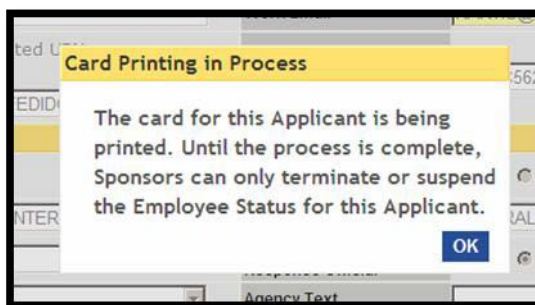 Card Printing in Process
The card for this Applicant is being
printed. Until the process is complete,
Sponsors can only terminate or suspend
the Employee Status for this Applicant.
OK
Agency Text